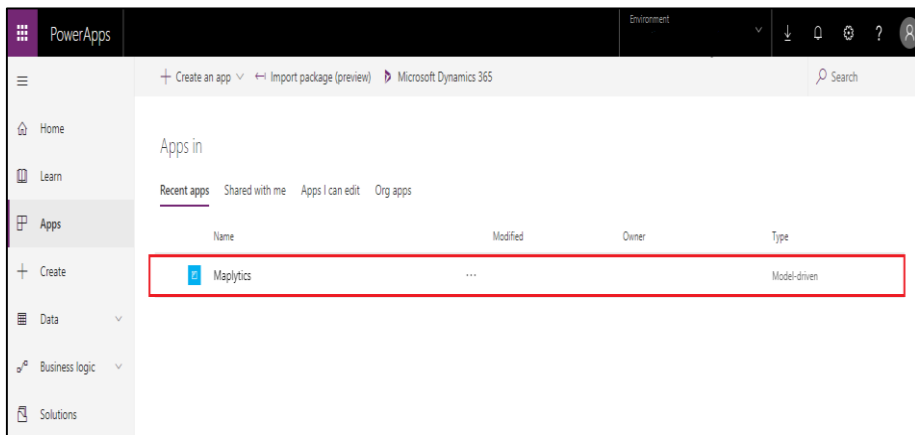 PowerApps
Environment
?
Create an app
Import package (preview)
Microsoft Dynamics 365
Search
Home
Learn
Apps
Create
Data
Business logic
Solutions
Apps in
Recent apps
Shared with me
Apps I can edit
Org apps
Name
Modified
Owner
Type
Maplytics
...
Model-driven